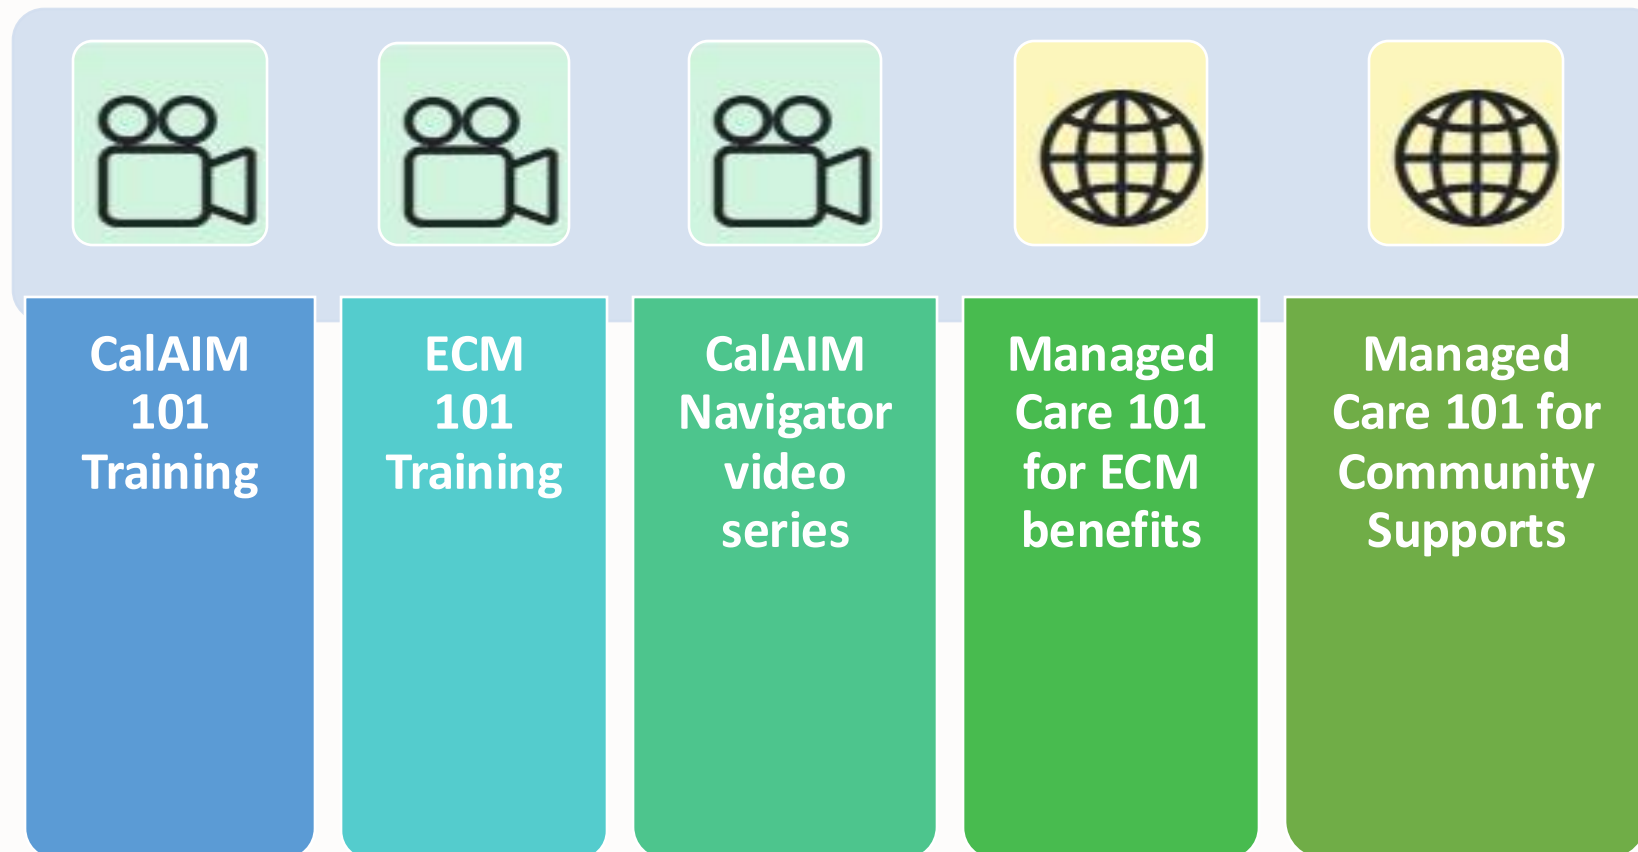 CalAIM
101
Training
ECM
101
Training
CalAIM
Navigator
video
series
Managed
Care 101
for ECM
benefits
Managed
Care 101 for
Community
Supports